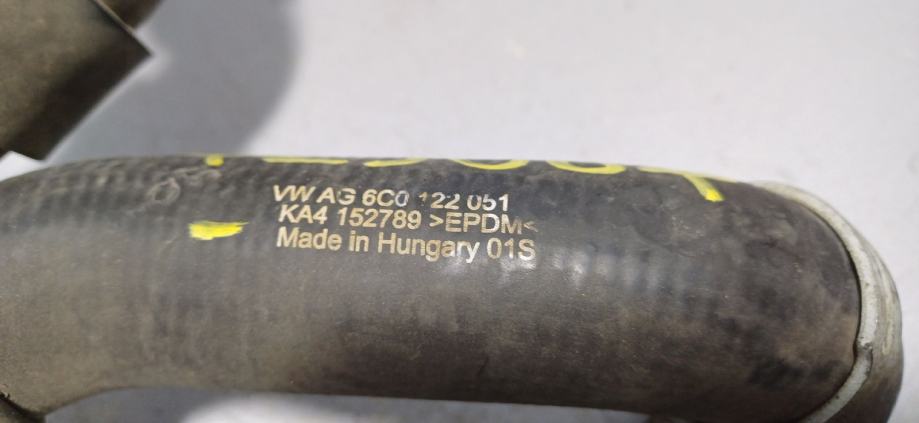 VW AG 6C0 122 051
KA4 152789 >EPDM<
Made in Hungary 01S